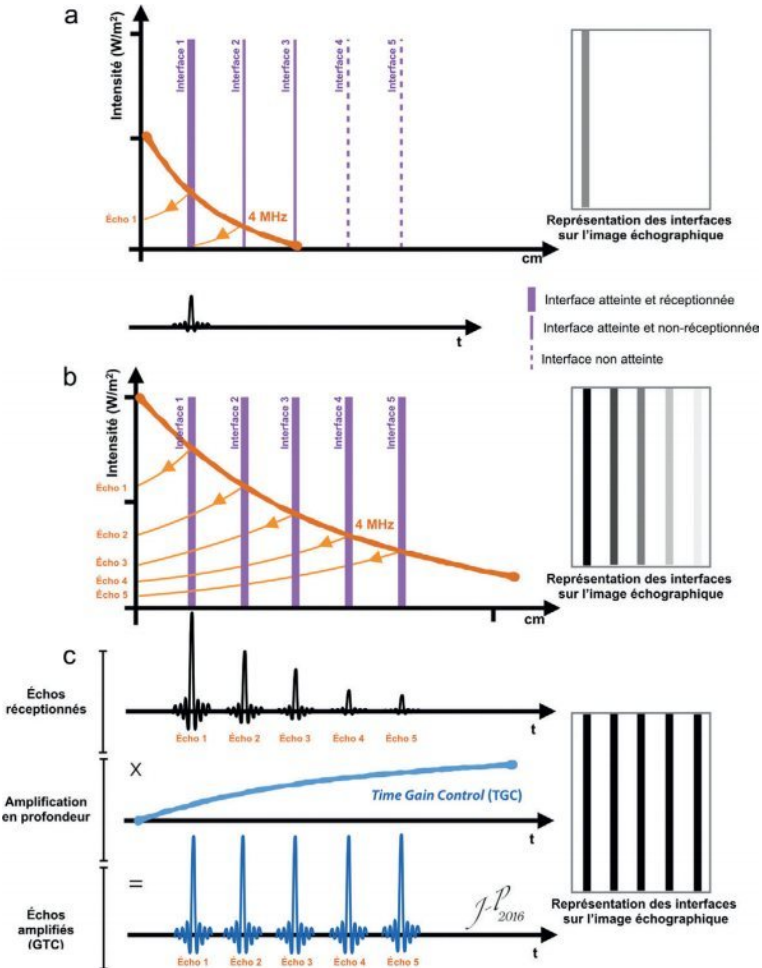 a
Intensité (W/m²)
Interface 1
Interface 2
Interface 3
Interface 4
Interface 5
Écho 1
4 MHz
cm
Représentation des interfaces
sur l'image échographique
t
Interface atteinte et réceptionnée
Interface atteinte et non-réceptionnée
Interface non atteinte
b
Intensité (W/m²)
Interface 1
Interface 2
Interface 3
Interface 4
Interface 5
Écho 1
Écho 2
Écho 3
Écho 4
Écho 5
4 MHz
cm
Représentation des interfaces
sur l'image échographique
c
Échos
réceptionnés
Écho 1 Écho 2 Écho 3 Écho 4 Écho 5
t
Amplification
en profondeur
X
Time Gain Control (TGC)
t
Échos
amplifiés
(GTC)
=
J-P
2016
Écho 1 Écho 2 Écho 3 Écho 4 Écho 5
t
Représentation des interfaces
sur l'image échographique